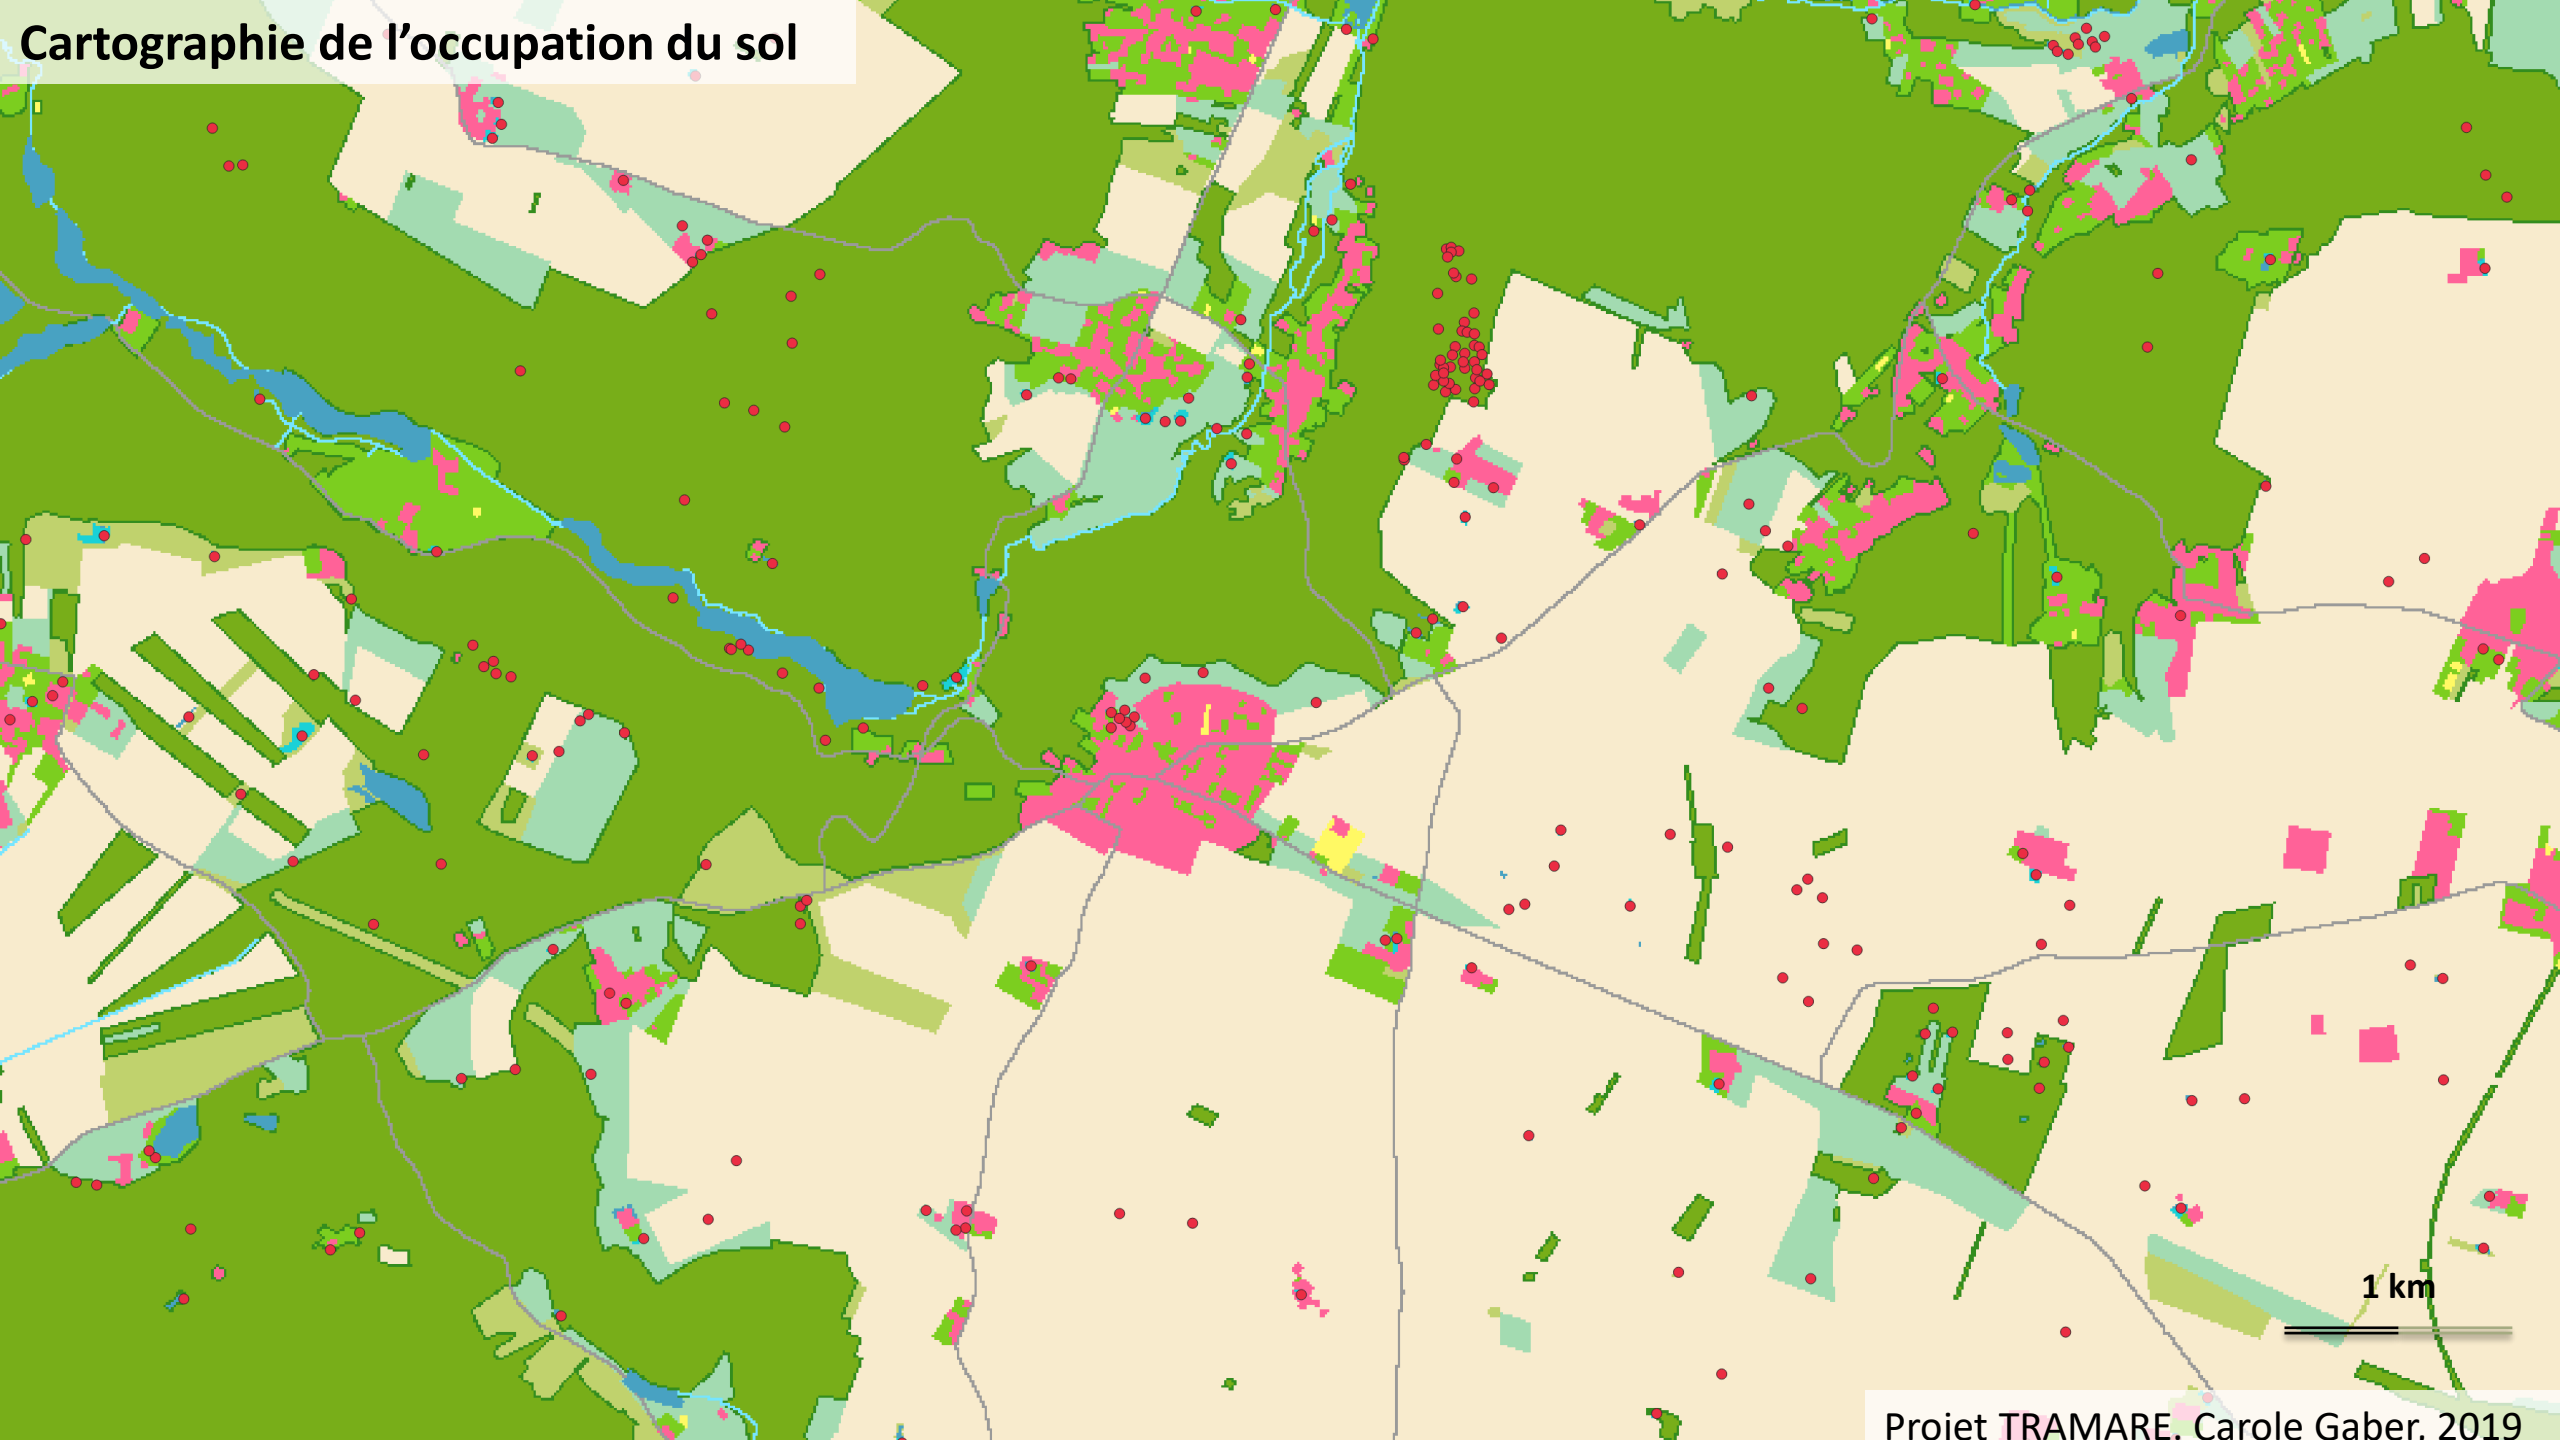 Cartographie de l’occupation du sol
1 km
Projet TRAMARE. Carole Gaber. 2019